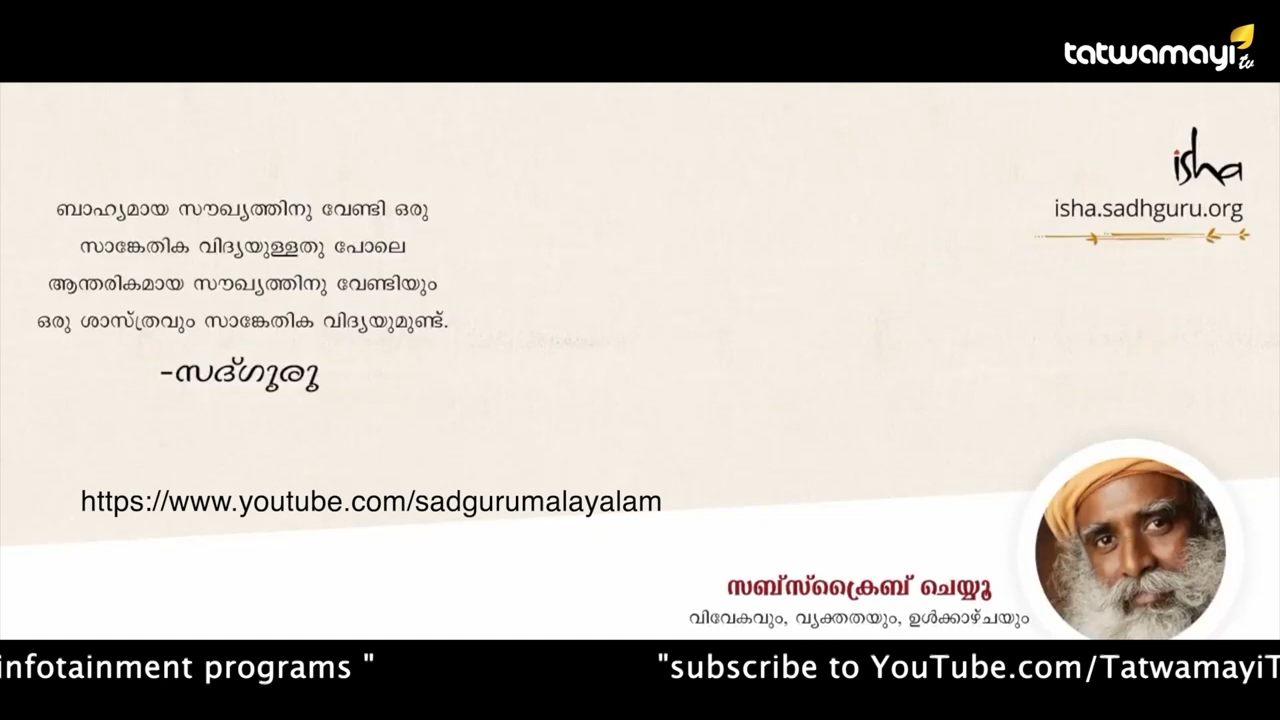 tatwamayi tv
isha
isha.sadhguru.org
ബാഹ്യമായ സൗഖ്യത്തിനു വേണ്ടി ഒരു
സാങ്കേതിക വിദ്യയുള്ളതു പോലെ
ആന്തരികമായ സൗഖ്യത്തിനു വേണ്ടിയും
ഒരു ശാസ്ത്രവും സാങ്കേതിക വിദ്യയുമുണ്ട്.
-സദ്ഗുരു
https://www.youtube.com/sadgurumalayalam
സബ്സ്ക്രൈബ് ചെയ്യൂ
വിവേകവും, വ്യക്തതയും, ഉൾക്കാഴ്ചയും
infotainment programs " "subscribe to YouTube.com/TatwamayiT